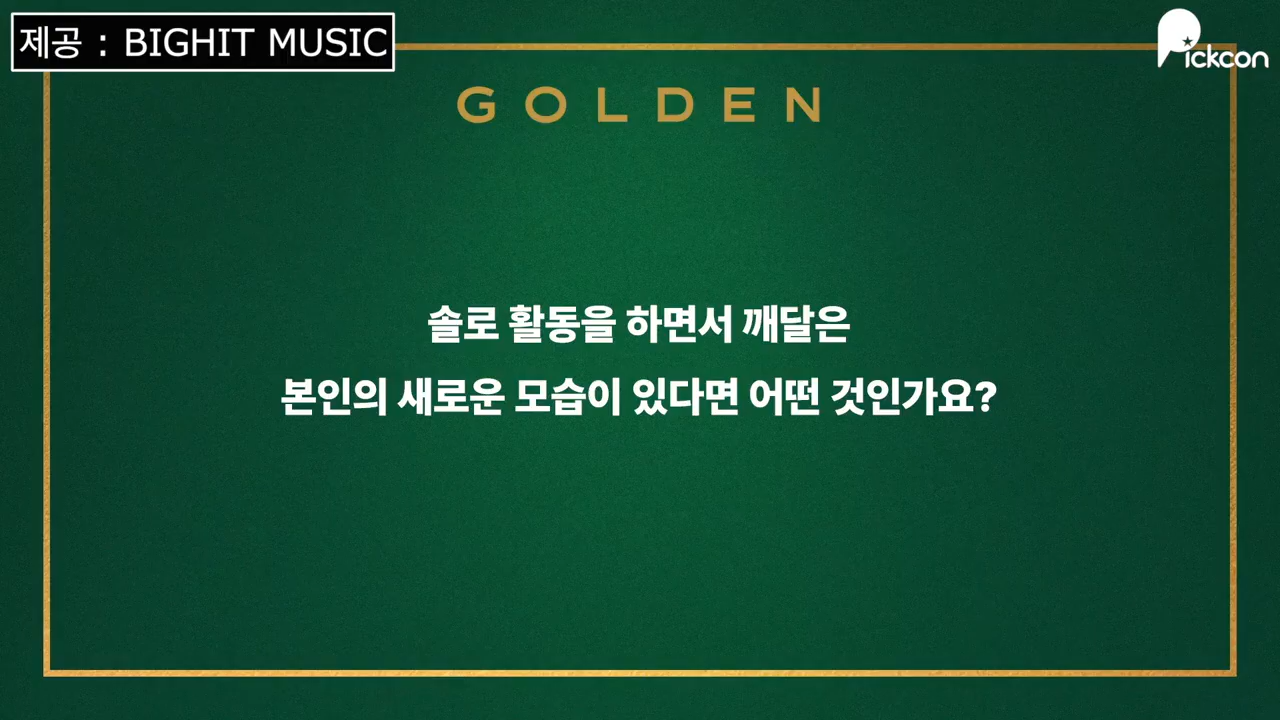 제공 : BIGHIT MUSIC
Pickcon
GOLDEN
솔로 활동을 하면서 깨달은
본인의 새로운 모습이 있다면 어떤 것인가요?